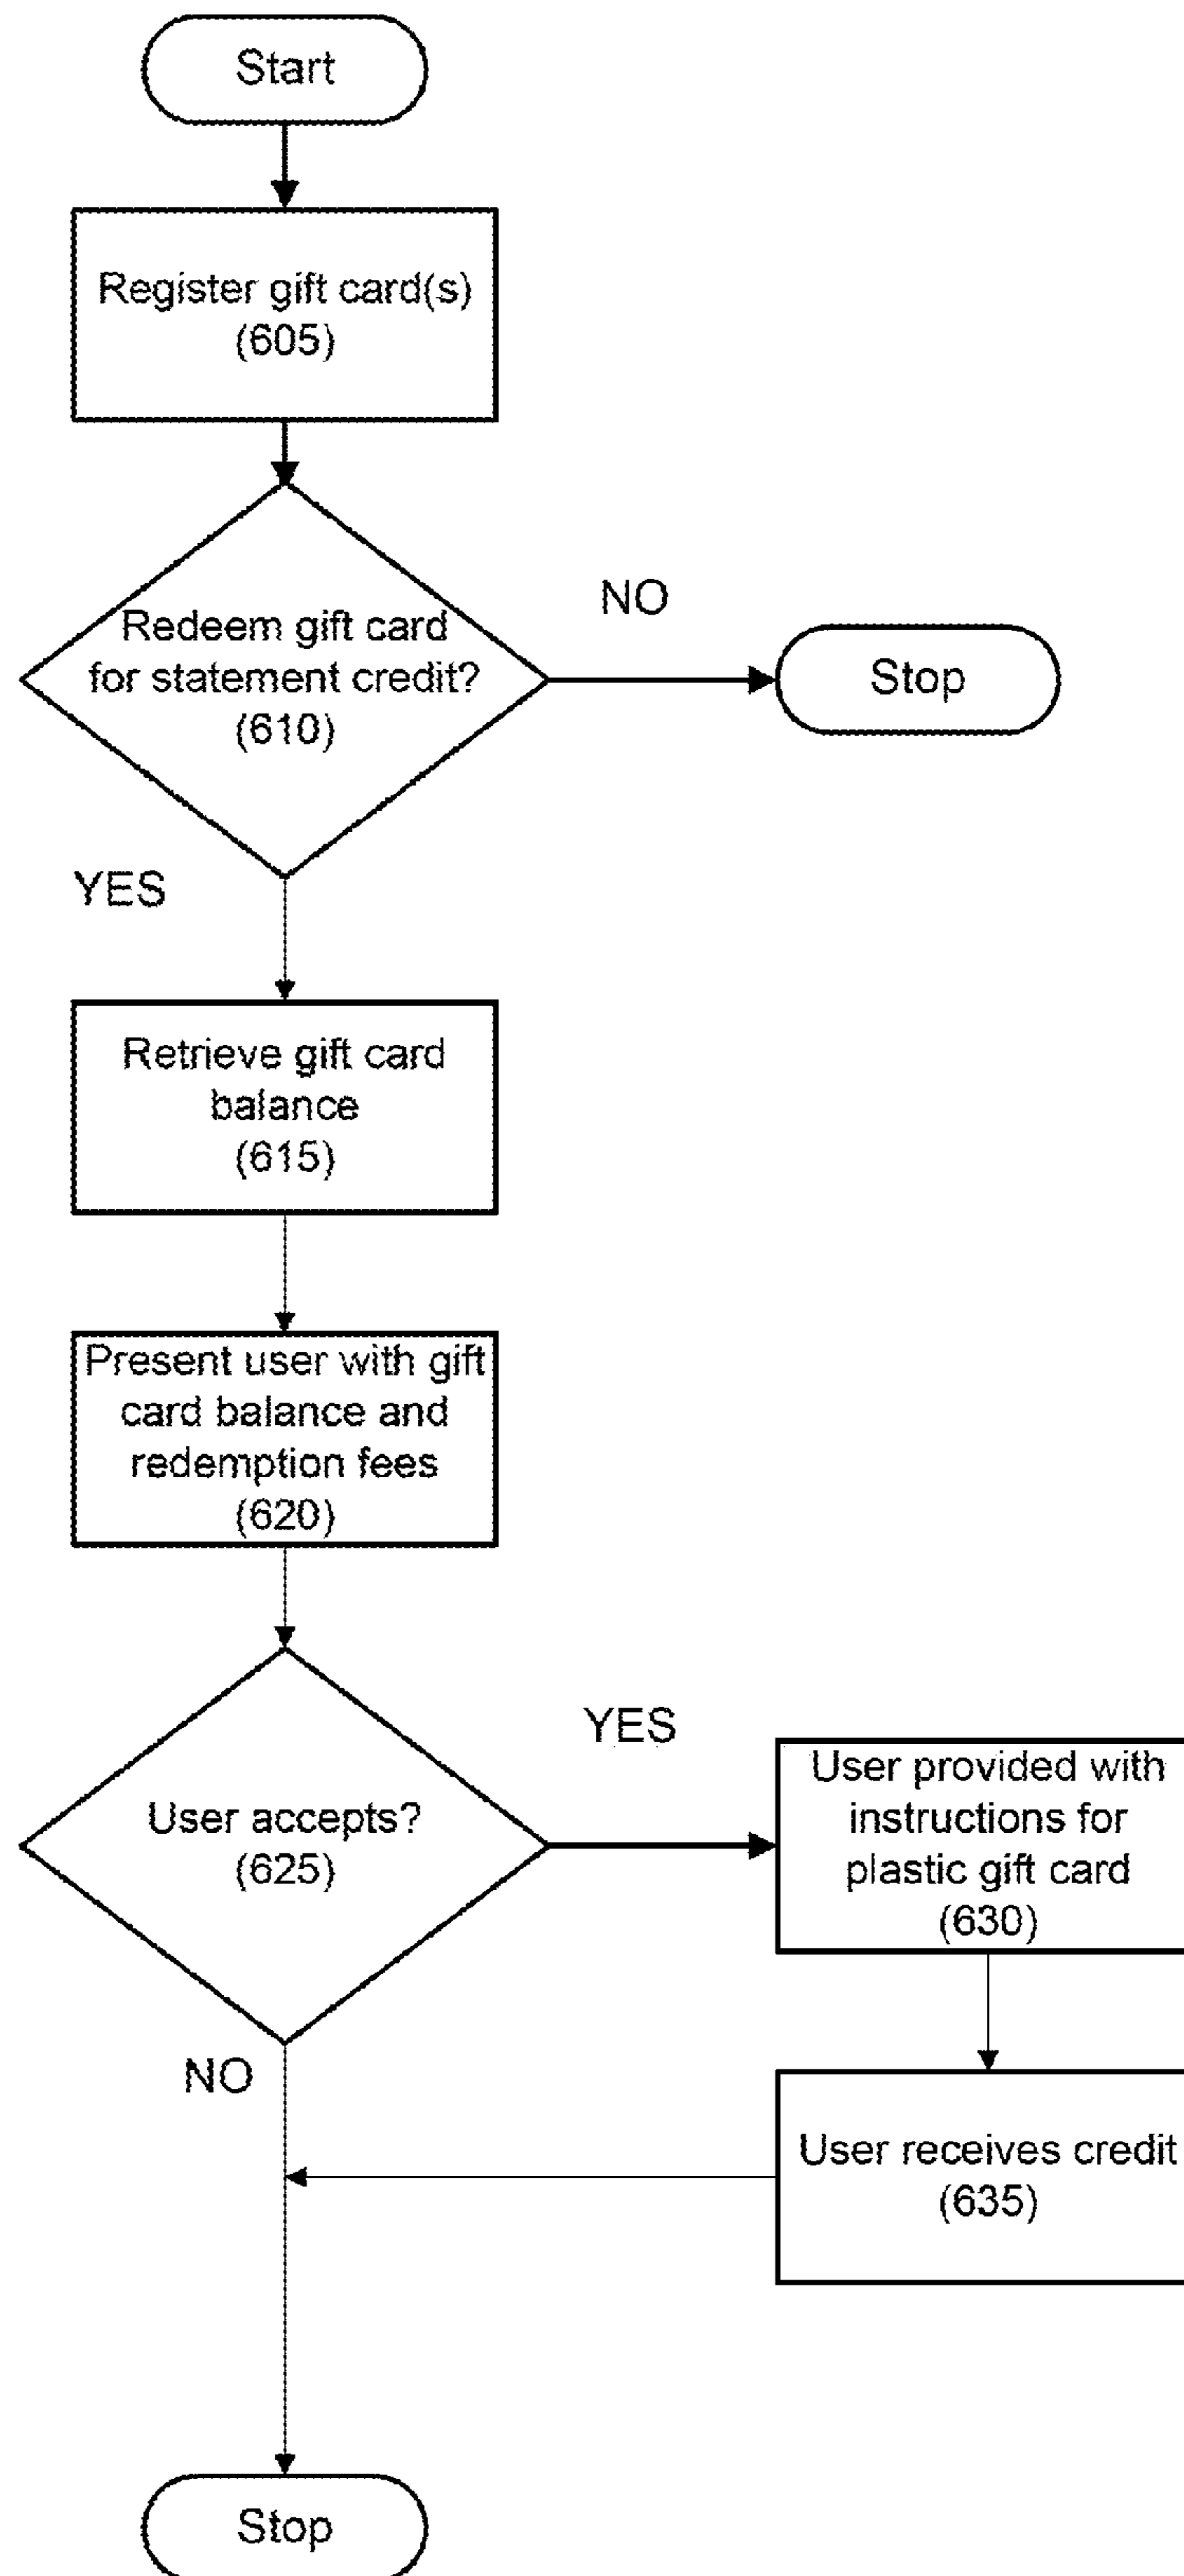 Start
Register gift card(s)
(605)
Redeem gift card
for statement credit?
(610)
NO
Stop
YES
Retrieve gift card
balance
(615)
Present user with gift
card balance and
redemption fees
(620)
User accepts?
(625)
YES
User provided with
instructions for
plastic gift card
(630)
NO
User receives credit
(635)
Stop